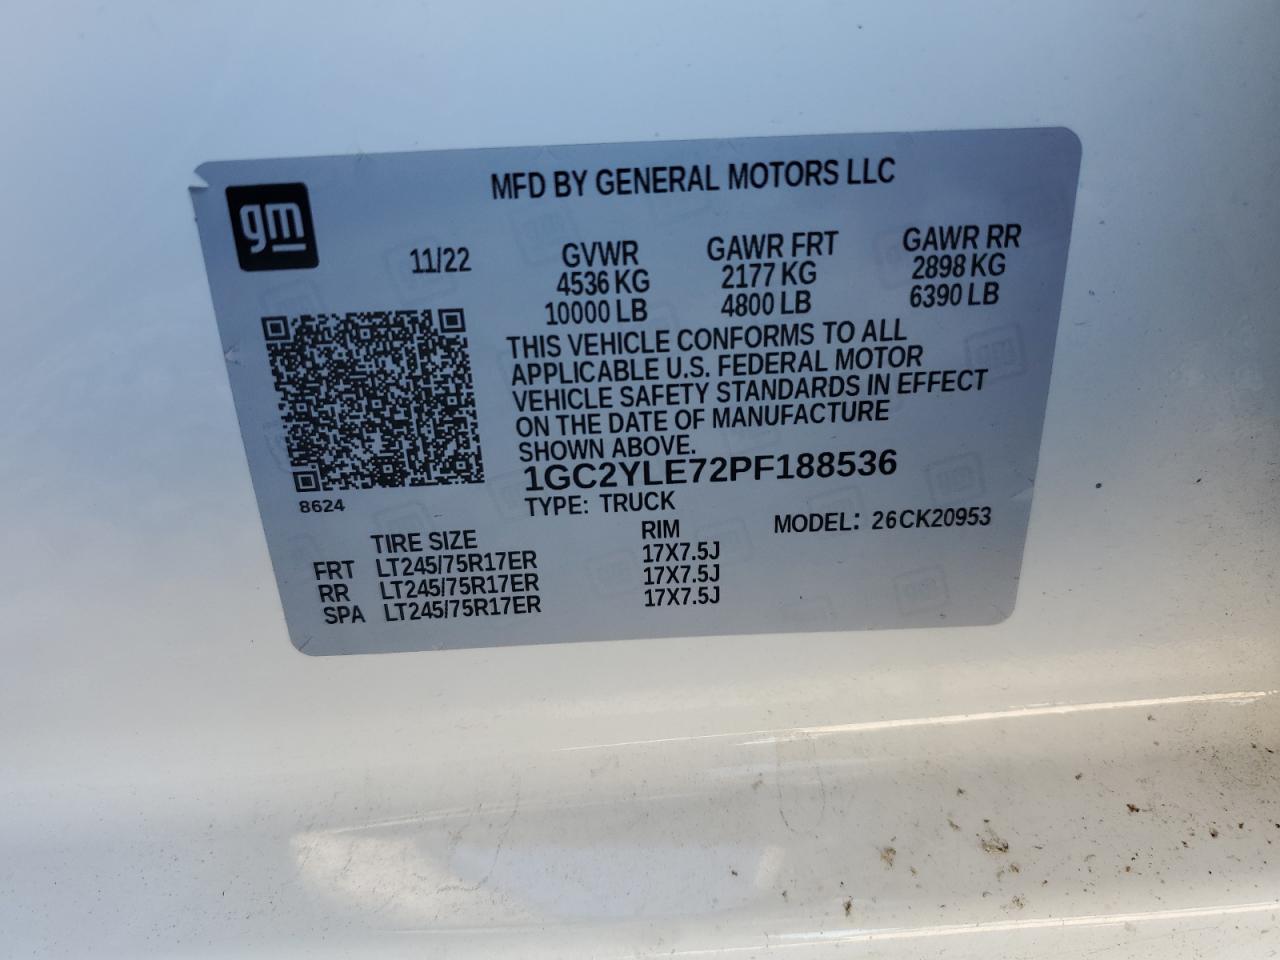 MFD BY GENERAL MOTORS LLC
gm
11/22 GVWR GAWR FRT GAWR RR
4536 KG 2177 KG 2898 KG
10000 LB 4800 LB 6390 LB
THIS VEHICLE CONFORMS TO ALL
APPLICABLE U.S. FEDERAL MOTOR
VEHICLE SAFETY STANDARDS IN EFFECT
ON THE DATE OF MANUFACTURE
SHOWN ABOVE.
1GC2YLE72PF188536
8624
TYPE: TRUCK
MODEL: 26CK20953
TIRE SIZE RIM
FRT LT245/75R17ER 17X7.5J
RR LT245/75R17ER 17X7.5J
SPA LT245/75R17ER 17X7.5J